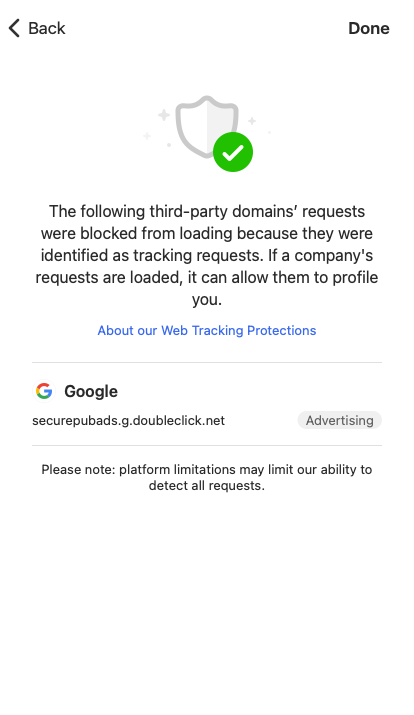 Back
Done
The following third-party domains’ requests
were blocked from loading because they were
identified as tracking requests. If a company's
requests are loaded, it can allow them to profile
you.
About our Web Tracking Protections
Google
securepubads.g.doubleclick.net
Advertising
Please note: platform limitations may limit our ability to
detect all requests.